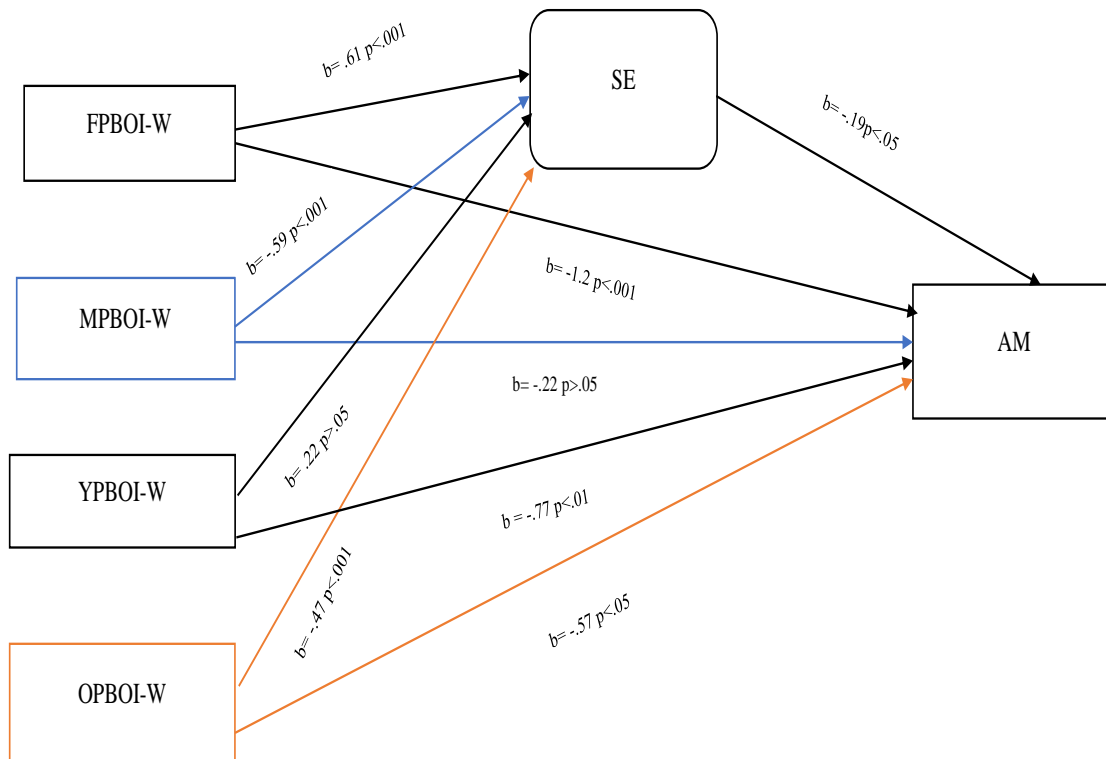 b= .61 p<.001
SE
FPBOI-W
b= -.19p<.05
b= -.59 p<.001
b= -1.2 p<.001
MPBOI-W
AM
b= -.22 p>.05
b= .22 p>.05
YPBOI-W
b = -.77 p<.01
b= -.47 p<.001
b= -.57 p<.05
OPBOI-W